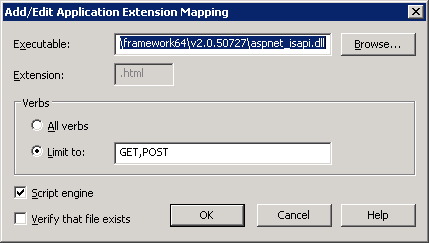 Add/Edit Application Extension Mapping
Executable:
\framework64\v2.0.50727\aspnet_isapi.dll
Browse...
Extension:
.html
Verbs
All verbs
Limit to:
GET,POST
Script engine
Verify that file exists
OK
Cancel
Help